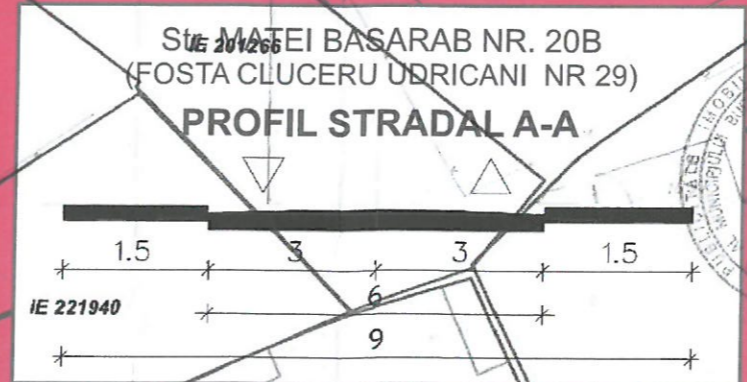 Str. MATEI BASARAB NR. 20B
IE 201266
(FOSTA CLUCERU UDRICANI NR 29)
PROFIL STRADAL A-A
1.5 3 3 1.5
IE 221940
6
9